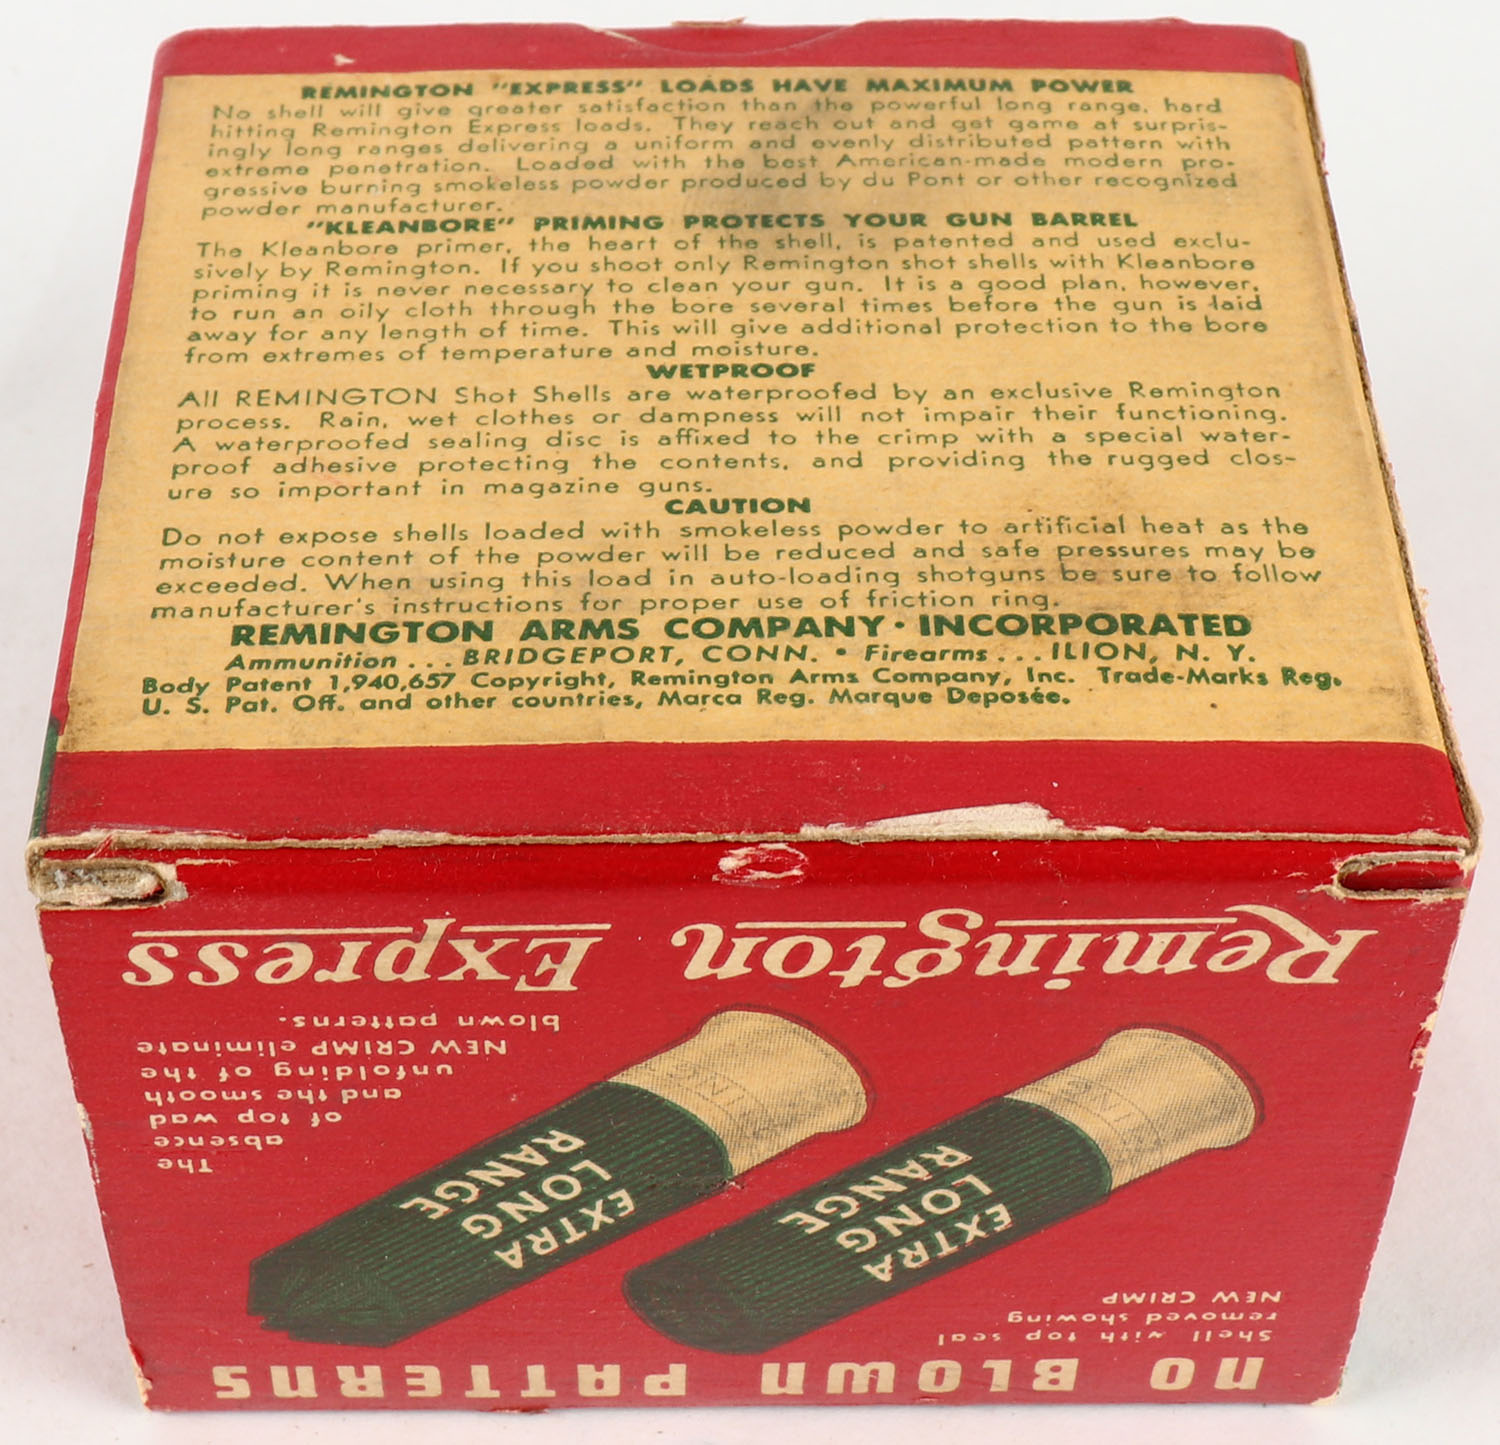 REMINGTON "EXPRESS" LOADS HAVE MAXIMUM POWER
No shell will give greater satisfaction than the powerful long range, hard
hitting Remington Express loads. They reach out and get game at surpris-
ingly long ranges delivering a uniform and evenly distributed pattern with
extreme penetration. Loaded with the best American-made modern pro-
gressive burning smokeless powder produced by du Pont or other recognized
powder manufacturer.
"KLEANBORE" PRIMING PROTECTS YOUR GUN BARREL
The Kleanbore primer, the heart of the shell, is patented and used exclu-
sively by Remington. If you shoot only Remington shot shells with Kleanbore
priming it is never necessary to clean your gun. It is a good plan, however,
to run an oily cloth through the bore several times before the gun is laid
away for any length of time. This will give additional protection to the bore
from extremes of temperature and moisture.
WETPROOF
All REMINGTON Shot Shells are waterproofed by an exclusive Remington
process. Rain, wet clothes or dampness will not impair their functioning.
A waterproofed sealing disc is affixed to the crimp with a special water-
proof adhesive protecting the contents, and providing the rugged clos-
ure so important in magazine guns.
CAUTION
Do not expose shells loaded with smokeless powder to artificial heat as the
moisture content of the powder will be reduced and safe pressures may be
exceeded. When using this load in auto-loading shotguns be sure to follow
manufacturer's instructions for proper use of friction ring.
REMINGTON ARMS COMPANY · INCORPORATED
Ammunition . . . BRIDGEPORT, CONN. • Firearms . . . ILION, N. Y.
Body Patent 1,940,657 Copyright, Remington Arms Company, Inc. Trade-Marks Reg.
U. S. Pat. Off. and other countries, Marca Reg. Marque Deposée.
NO BLOWN PATTERNS
Shell with top seal
removed showing
NEW CRIMP
EXTRA
LONG
RANGE
EXTRA
LONG
RANGE
The
absence
of top wad
and the smooth
unfolding of the
NEW CRIMP eliminate
blown patterns.
Remington Express